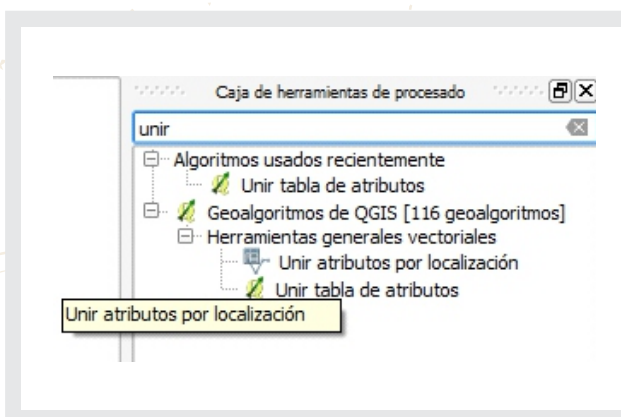 Caja de herramientas de procesado
unir
Algoritmos usados recientemente
Unir tabla de atributos
Geoalgoritmos de QGIS [116 geoalgoritmos]
Herramientas generales vectoriales
Unir atributos por localización
Unir tabla de atributos
Unir atributos por localización